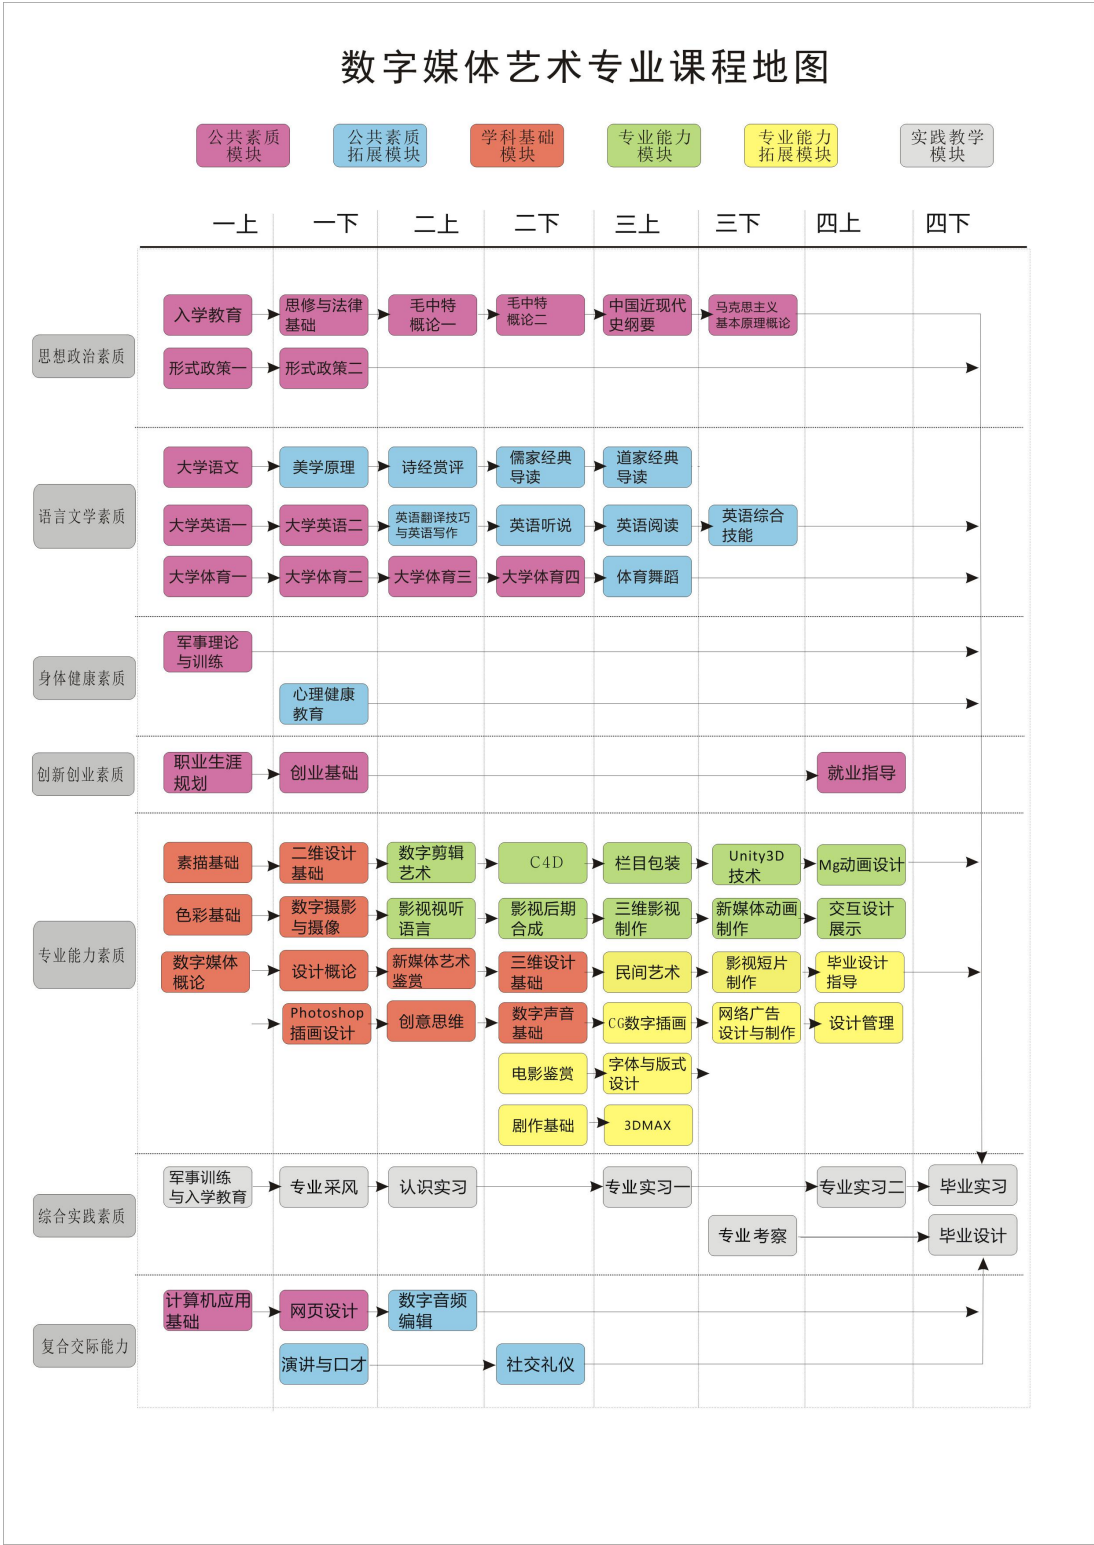 数字媒体艺术专业课程地图
公共素质
模块
公共素质
拓展模块
学科基础
模块
专业能力
模块
专业能力
拓展模块
实践教学
模块
一上
一下
二上
二下
三上
三下
四上
四下
思想政治素质
入学教育
思修与法律
基础
毛中特
概论一
毛中特
概论二
中国近现代
史纲要
马克思主义
基本原理概论
形式政策一
形式政策二
语言文学素质
大学语文
美学原理
诗经赏评
儒家经典
导读
道家经典
导读
大学英语一
大学英语二
英语翻译技巧
与英语写作
英语听说
英语阅读
英语综合
技能
大学体育一
大学体育二
大学体育三
大学体育四
体育舞蹈
身体健康素质
军事理论
与训练
心理健康
教育
创新创业素质
职业生涯
规划
创业基础
就业指导
专业能力素质
素描基础
二维设计
基础
数字剪辑
艺术
C4D
栏目包装
Unity3D
技术
Mg动画设计
色彩基础
数字摄影
与摄像
影视视听
语言
影视后期
合成
三维影视
制作
新媒体动画
制作
交互设计
展示
数字媒体
概论
设计概论
新媒体艺术
鉴赏
三维设计
基础
民间艺术
影视短片
制作
毕业设计
指导
Photoshop
插画设计
创意思维
数字声音
基础
CG数字插画
网络广告
设计与制作
设计管理
电影鉴赏
字体与版式
设计
剧作基础
3DMAX
综合实践素质
军事训练
与入学教育
专业采风
认识实习
专业实习一
专业实习二
毕业实习
专业考察
毕业设计
复合交际能力
计算机应用
基础
网页设计
数字音频
编辑
演讲与口才
社交礼仪